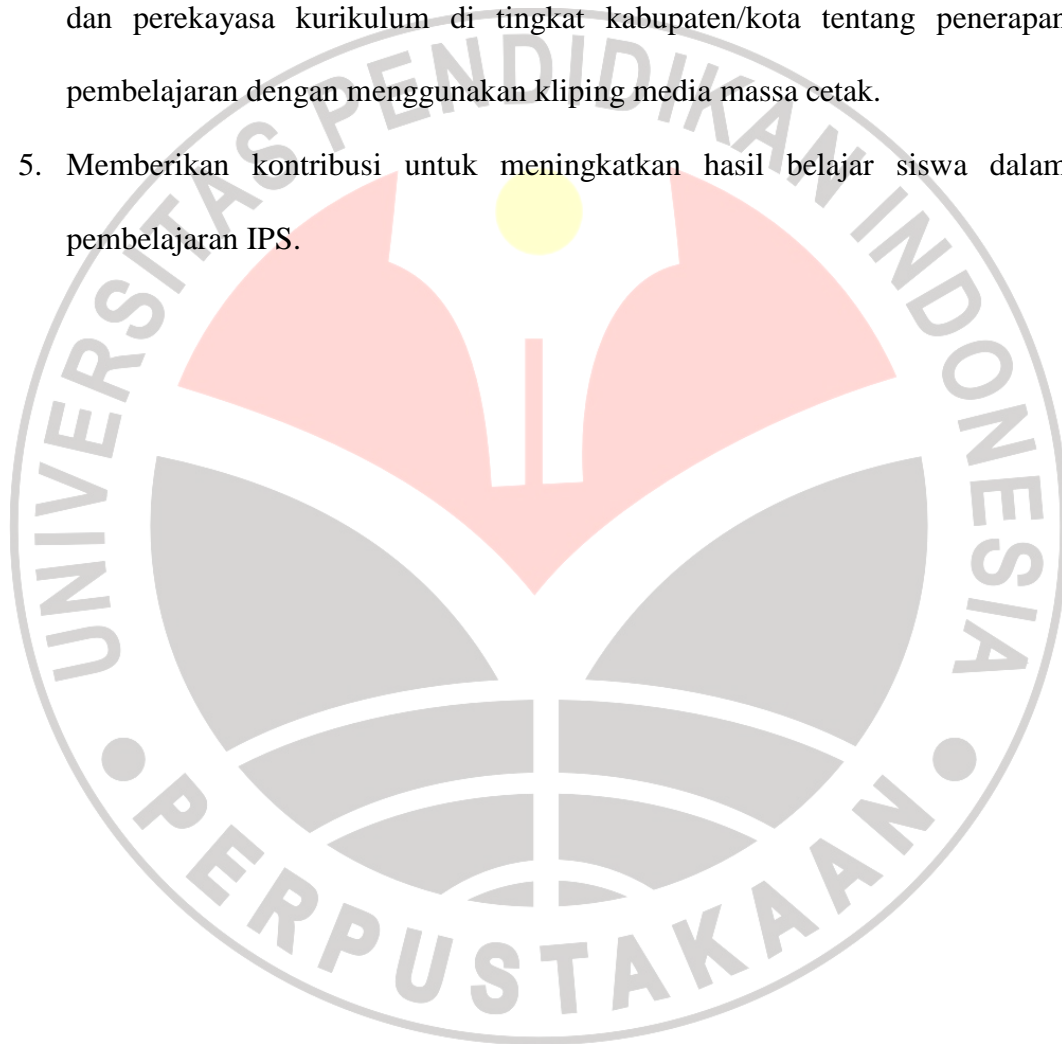 dan perekayasa kurikulum di tingkat kabupaten/kota tentang penerapan
pembelajaran dengan menggunakan kliping media massa cetak.
5. Memberikan kontribusi untuk meningkatkan hasil belajar siswa dalam
pembelajaran IPS.
UNIVERSITAS PENDIDIKAN INDONESIA
PERPUSTAKAAN